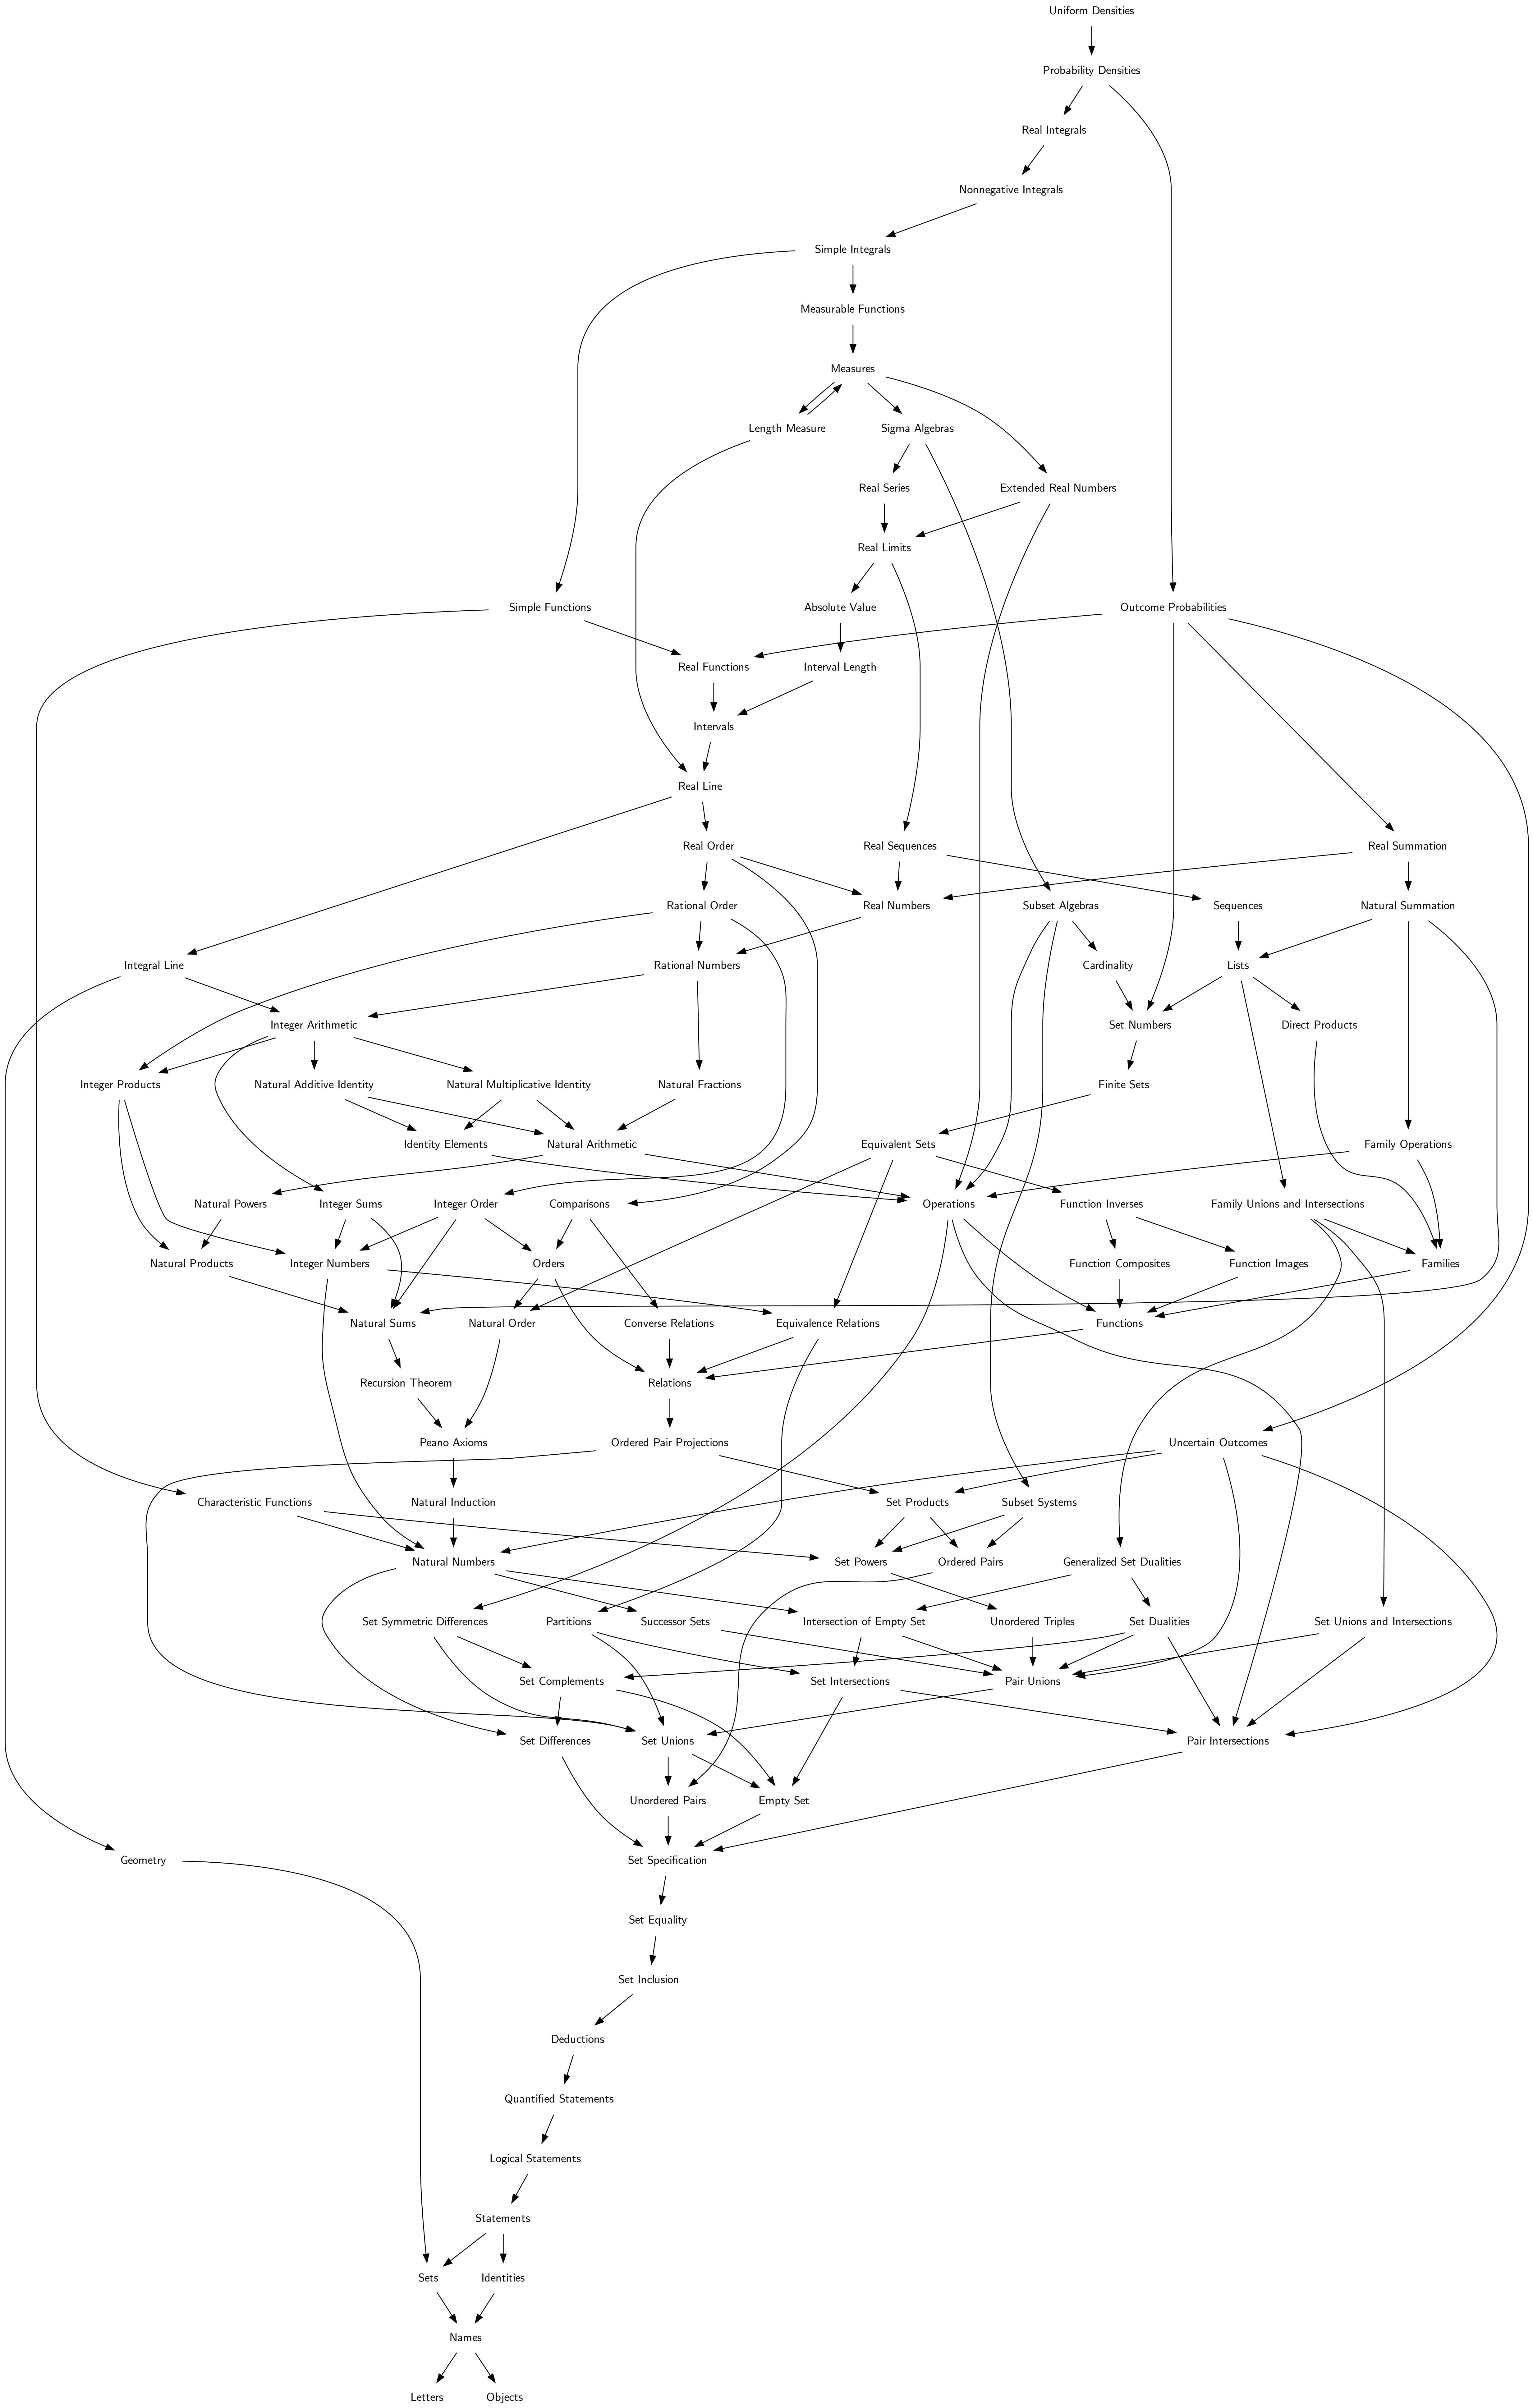 Uniform Densities
Probability Densities
Real Integrals
Nonnegative Integrals
Simple Integrals
Measurable Functions
Measures
Length Measure
Sigma Algebras
Real Series
Extended Real Numbers
Real Limits
Simple Functions
Absolute Value
Outcome Probabilities
Real Functions
Interval Length
Intervals
Real Line
Real Order
Real Sequences
Real Summation
Rational Order
Real Numbers
Subset Algebras
Sequences
Natural Summation
Integral Line
Rational Numbers
Cardinality
Lists
Integer Arithmetic
Set Numbers
Direct Products
Integer Products
Natural Additive Identity
Natural Multiplicative Identity
Natural Fractions
Finite Sets
Identity Elements
Natural Arithmetic
Equivalent Sets
Family Operations
Natural Powers
Integer Sums
Integer Order
Comparisons
Operations
Function Inverses
Family Unions and Intersections
Natural Products
Integer Numbers
Orders
Function Composites
Function Images
Families
Natural Sums
Natural Order
Converse Relations
Equivalence Relations
Functions
Recursion Theorem
Relations
Peano Axioms
Ordered Pair Projections
Uncertain Outcomes
Characteristic Functions
Natural Induction
Set Products
Subset Systems
Natural Numbers
Set Powers
Ordered Pairs
Generalized Set Dualities
Set Symmetric Differences
Partitions
Successor Sets
Intersection of Empty Set
Unordered Triples
Set Dualities
Set Unions and Intersections
Set Complements
Set Intersections
Pair Unions
Set Differences
Set Unions
Pair Intersections
Unordered Pairs
Empty Set
Geometry
Set Specification
Set Equality
Set Inclusion
Deductions
Quantified Statements
Logical Statements
Statements
Sets
Identities
Names
Letters
Objects